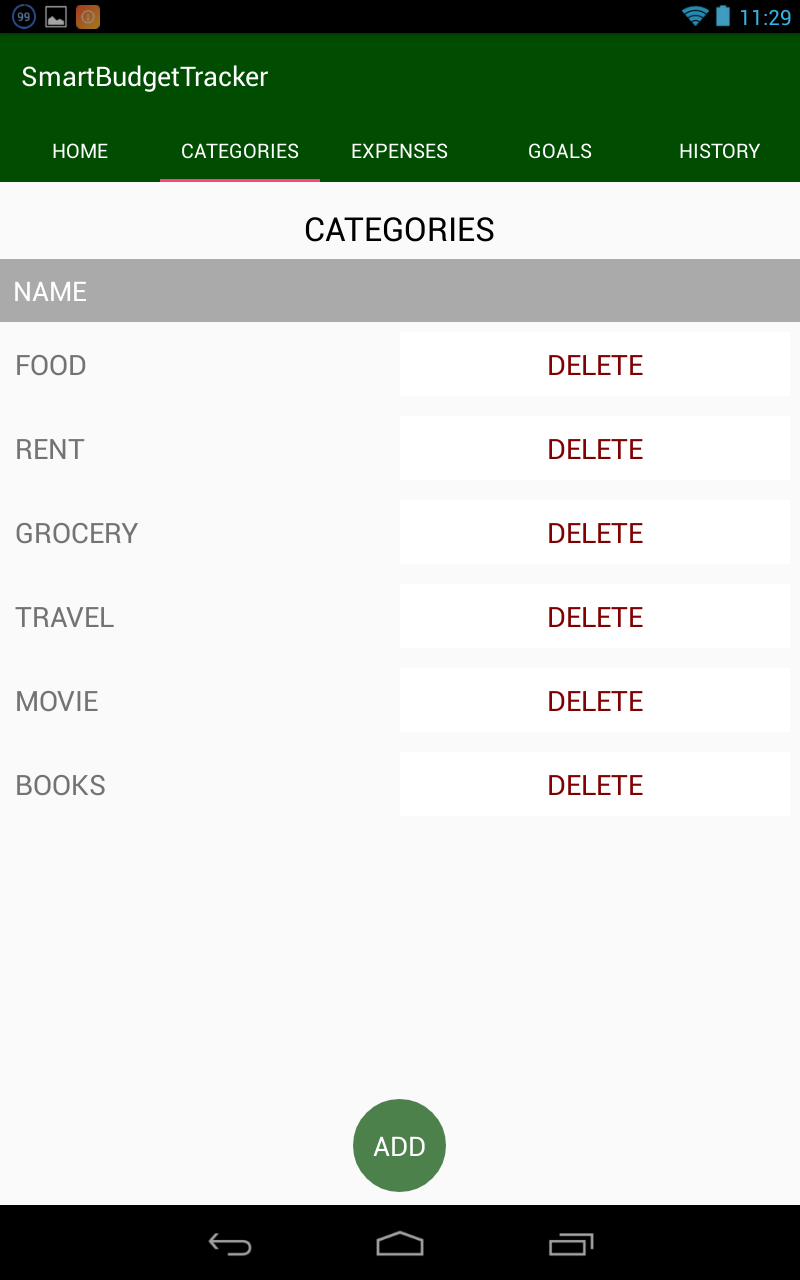 99 11:29
SmartBudgetTracker
HOME CATEGORIES EXPENSES GOALS HISTORY
CATEGORIES
NAME
FOOD DELETE
RENT DELETE
GROCERY DELETE
TRAVEL DELETE
MOVIE DELETE
BOOKS DELETE
ADD